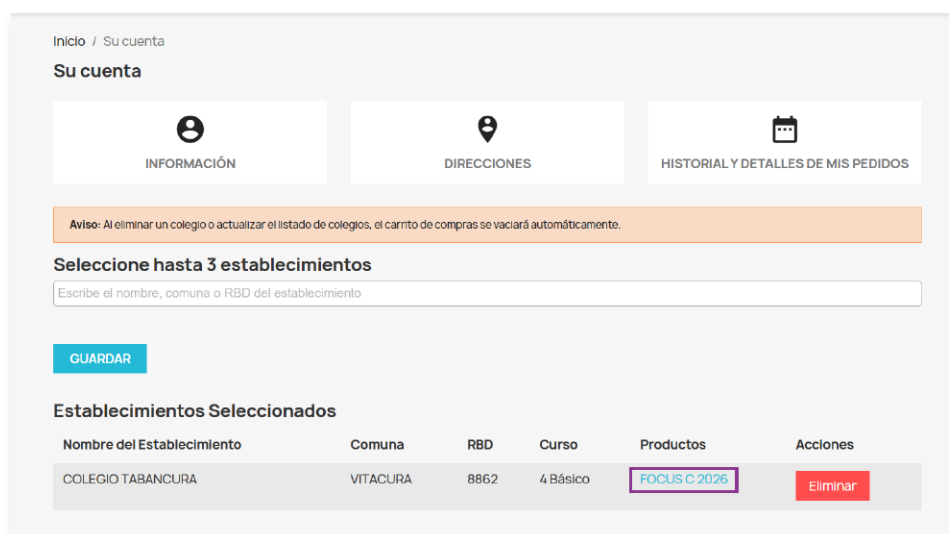 Inicio / Su cuenta
Su cuenta
INFORMACIÓN
DIRECCIONES
HISTORIAL Y DETALLES DE MIS PEDIDOS
Aviso: Al eliminar un colegio o actualizar el listado de colegios, el carrito de compras se vaciará automáticamente.
Seleccione hasta 3 establecimientos
Escribe el nombre, comuna o RBD del establecimiento
GUARDAR
Establecimientos Seleccionados
Nombre del Establecimiento Comuna RBD Curso Productos Acciones
COLEGIO TABANCURA VITACURA 8862 4 Básico FOCUS C 2026 Eliminar